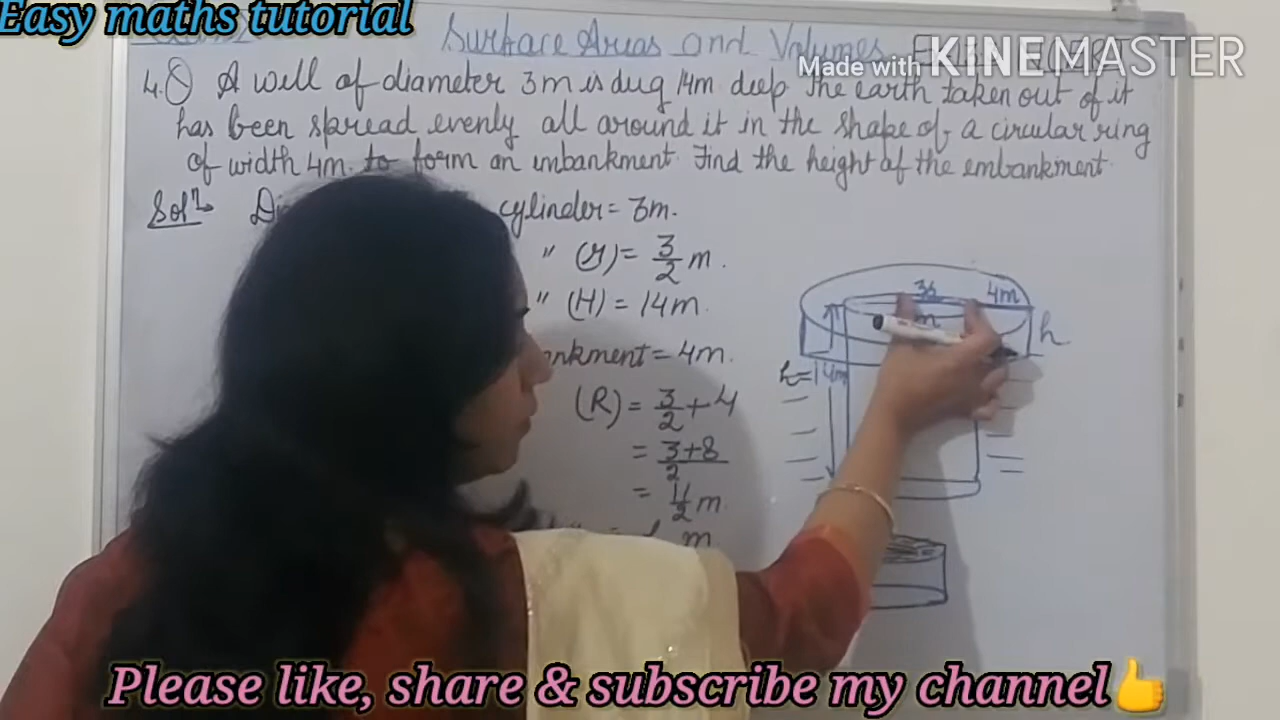 Easy maths tutorial
Surface Areas and Volumes
Made with KINEMASTER
4.Q A well of diameter 3m is dug 14m deep. The earth taken out of it
has been spread evenly all around it in the shape of a circular ring
of width 4m to form an embankment. Find the height of the embankment.
Solⁿ→
cylinder = 3m.
" (r) = 3/2 m.
" (H) = 14m.
ankment = 4m.
(R) = 3/2 + 4
= 3+8/2
= 11/2 m.
m
4m
m
h
h = 14m
Please like, share & subscribe my channel👍